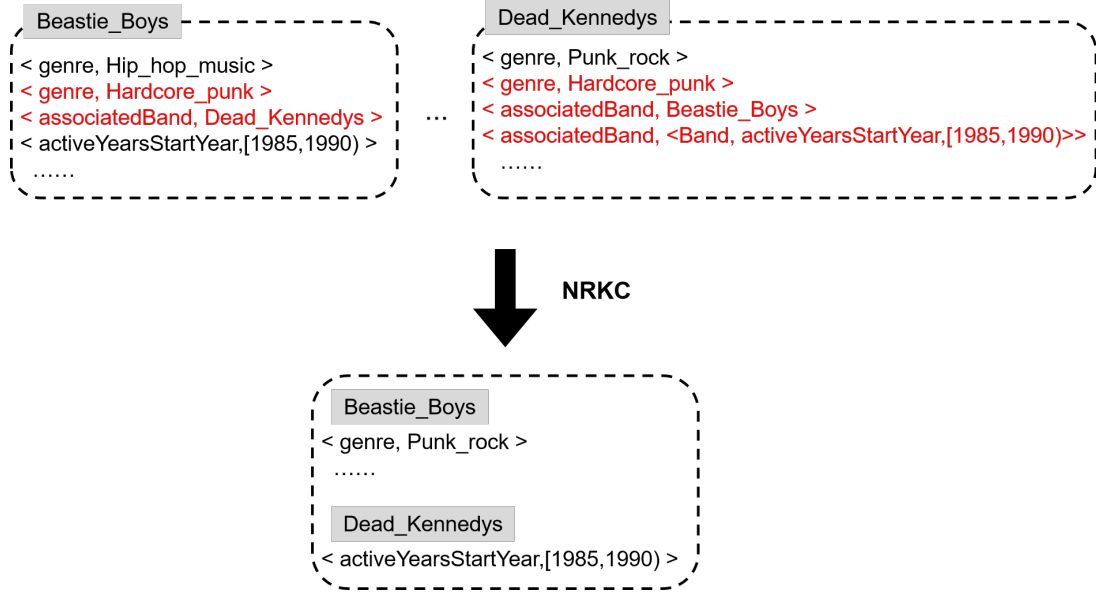 Beastie_Boys
< genre, Hip_hop_music >
< genre, Hardcore_punk >
< associatedBand, Dead_Kennedys >
< activeYearsStartYear,[1985,1990) >
......
...
Dead_Kennedys
< genre, Punk_rock >
< genre, Hardcore_punk >
< associatedBand, Beastie_Boys >
< associatedBand, <Band, activeYearsStartYear,[1985,1990)>>
......
NRKC
Beastie_Boys
< genre, Punk_rock >
......
Dead_Kennedys
< activeYearsStartYear,[1985,1990) >